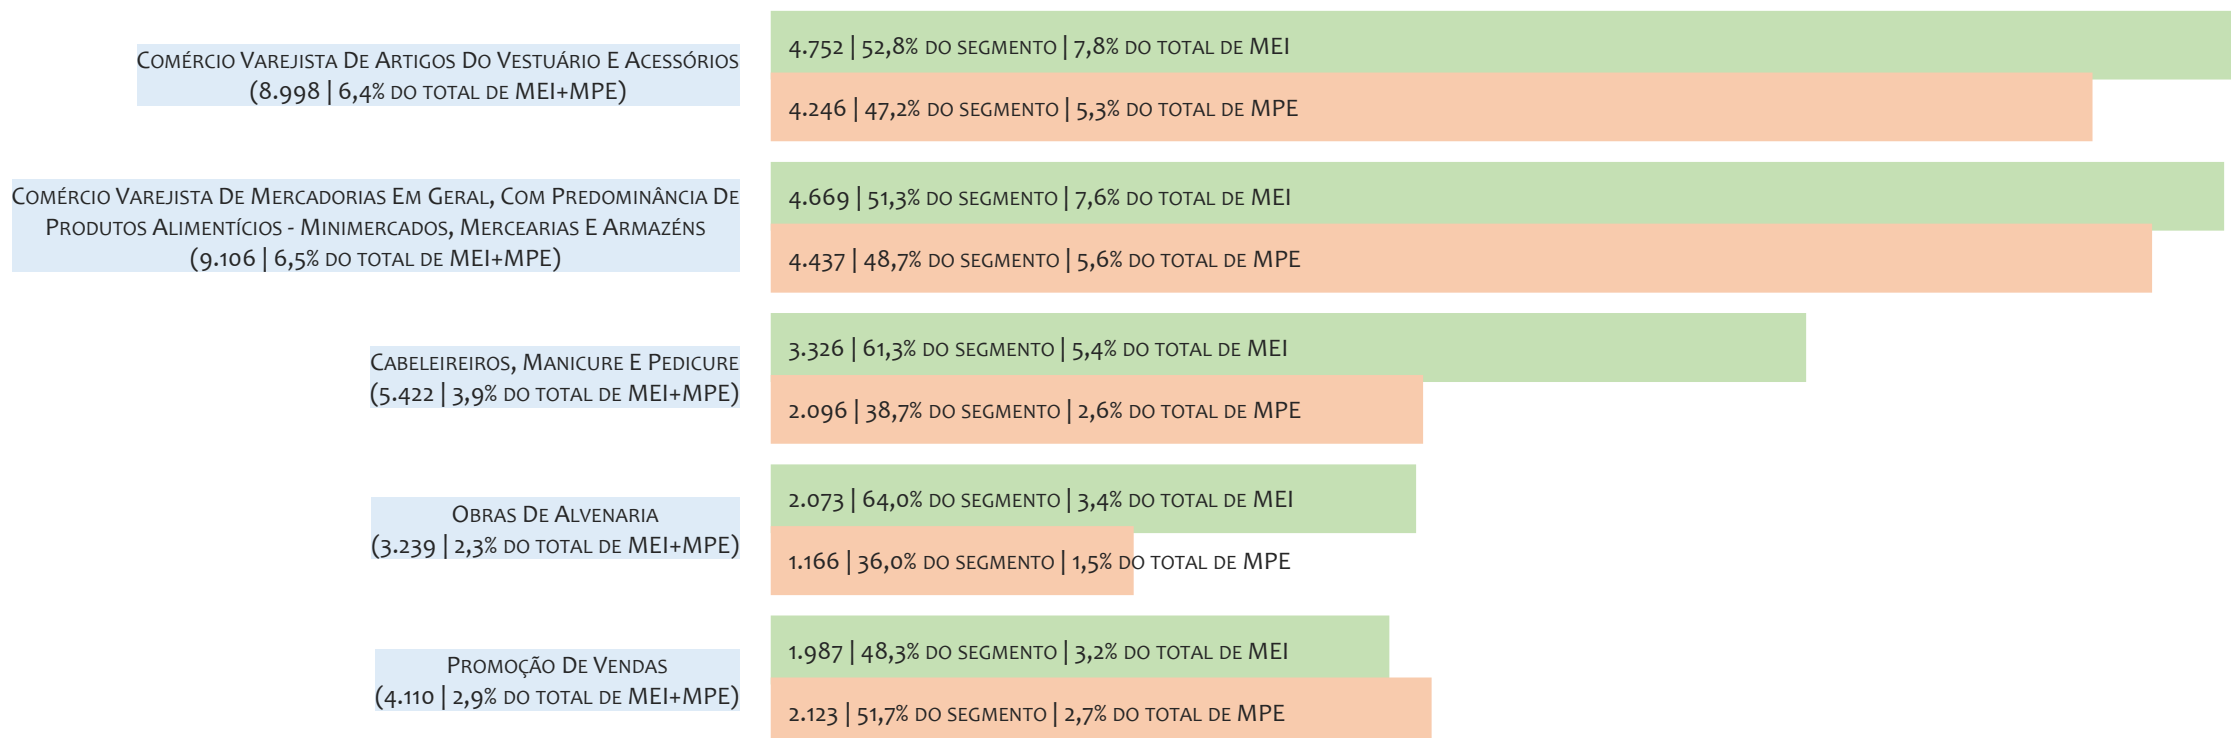 Comércio Varejista De Artigos Do Vestuário E Acessórios
(8.998 | 6,4% do total de MEI+MPE)
4.752 | 52,8% do segmento | 7,8% do total de MEI
4.246 | 47,2% do segmento | 5,3% do total de MPE
Comércio Varejista De Mercadorias Em Geral, Com Predominância De
Produtos Alimentícios - Minimercados, Mercearias E Armazéns
(9.106 | 6,5% do total de MEI+MPE)
4.669 | 51,3% do segmento | 7,6% do total de MEI
4.437 | 48,7% do segmento | 5,6% do total de MPE
Cabeleireiros, Manicure E Pedicure
(5.422 | 3,9% do total de MEI+MPE)
3.326 | 61,3% do segmento | 5,4% do total de MEI
2.096 | 38,7% do segmento | 2,6% do total de MPE
Obras De Alvenaria
(3.239 | 2,3% do total de MEI+MPE)
2.073 | 64,0% do segmento | 3,4% do total de MEI
1.166 | 36,0% do segmento | 1,5% do total de MPE
Promoção De Vendas
(4.110 | 2,9% do total de MEI+MPE)
1.987 | 48,3% do segmento | 3,2% do total de MEI
2.123 | 51,7% do segmento | 2,7% do total de MPE